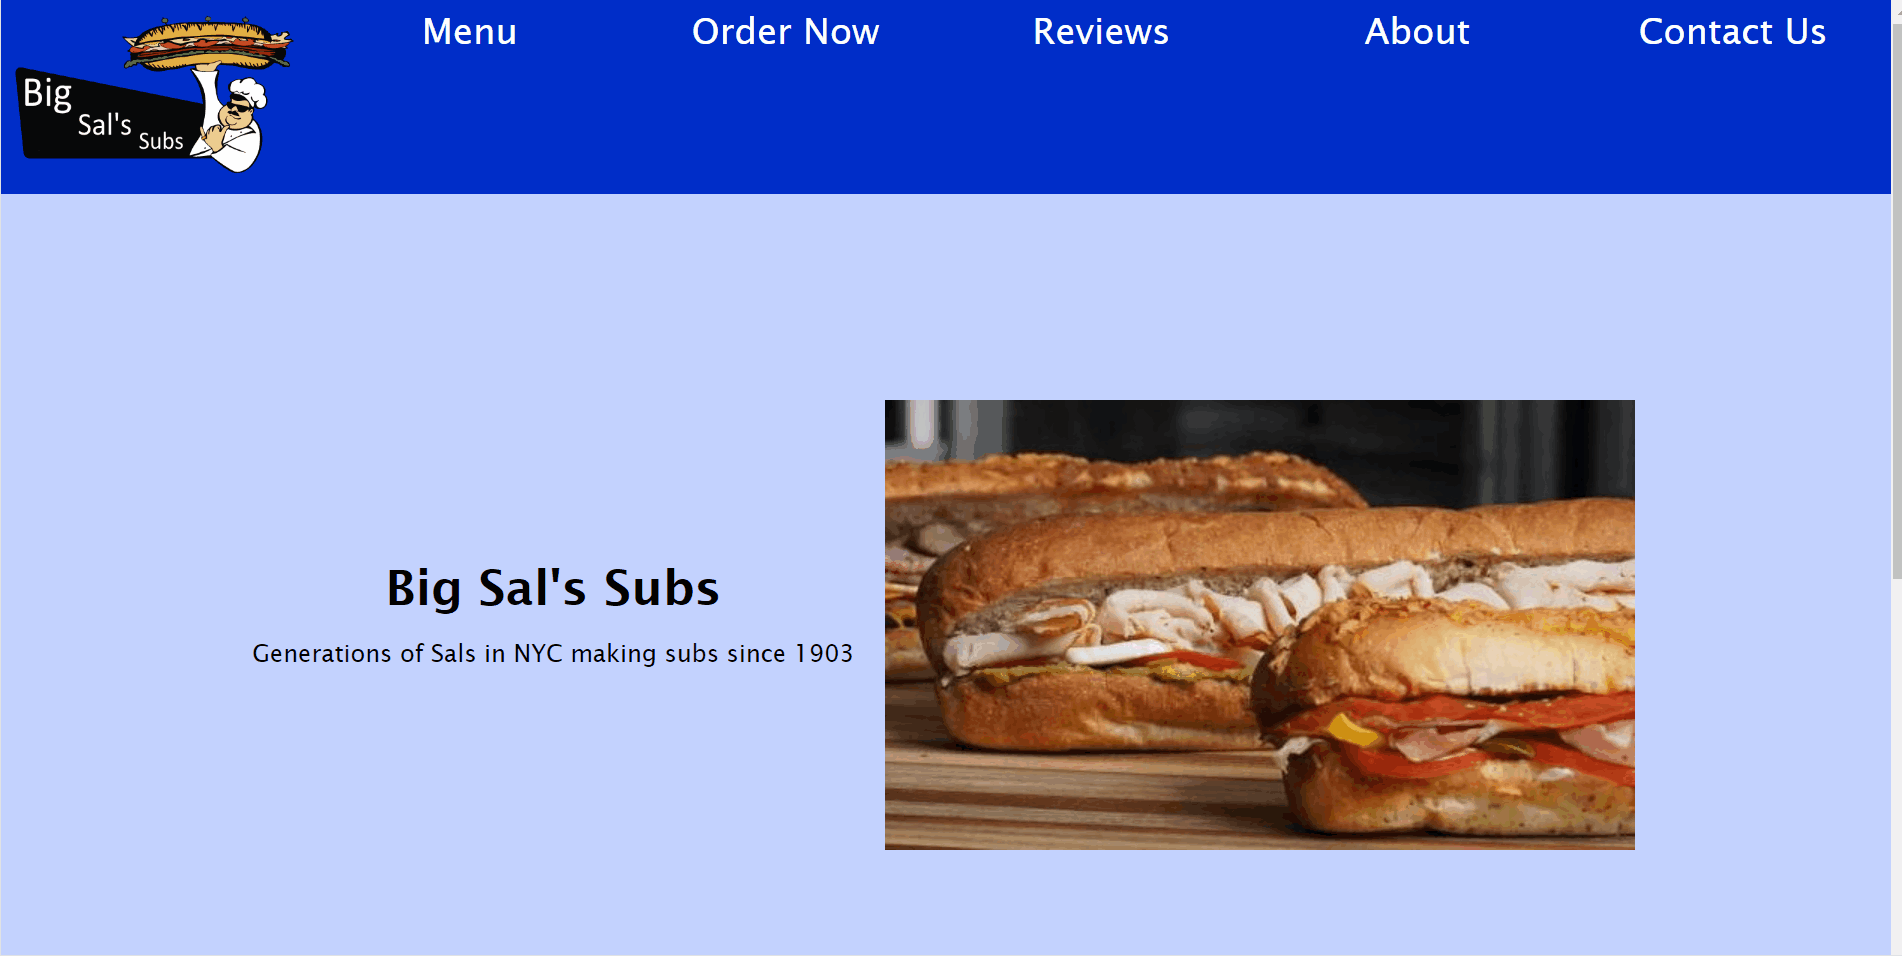 Menu
Order Now
Reviews
About
Contact Us
Big
Sal's
Subs
Big Sal's Subs
Generations of Sals in NYC making subs since 1903